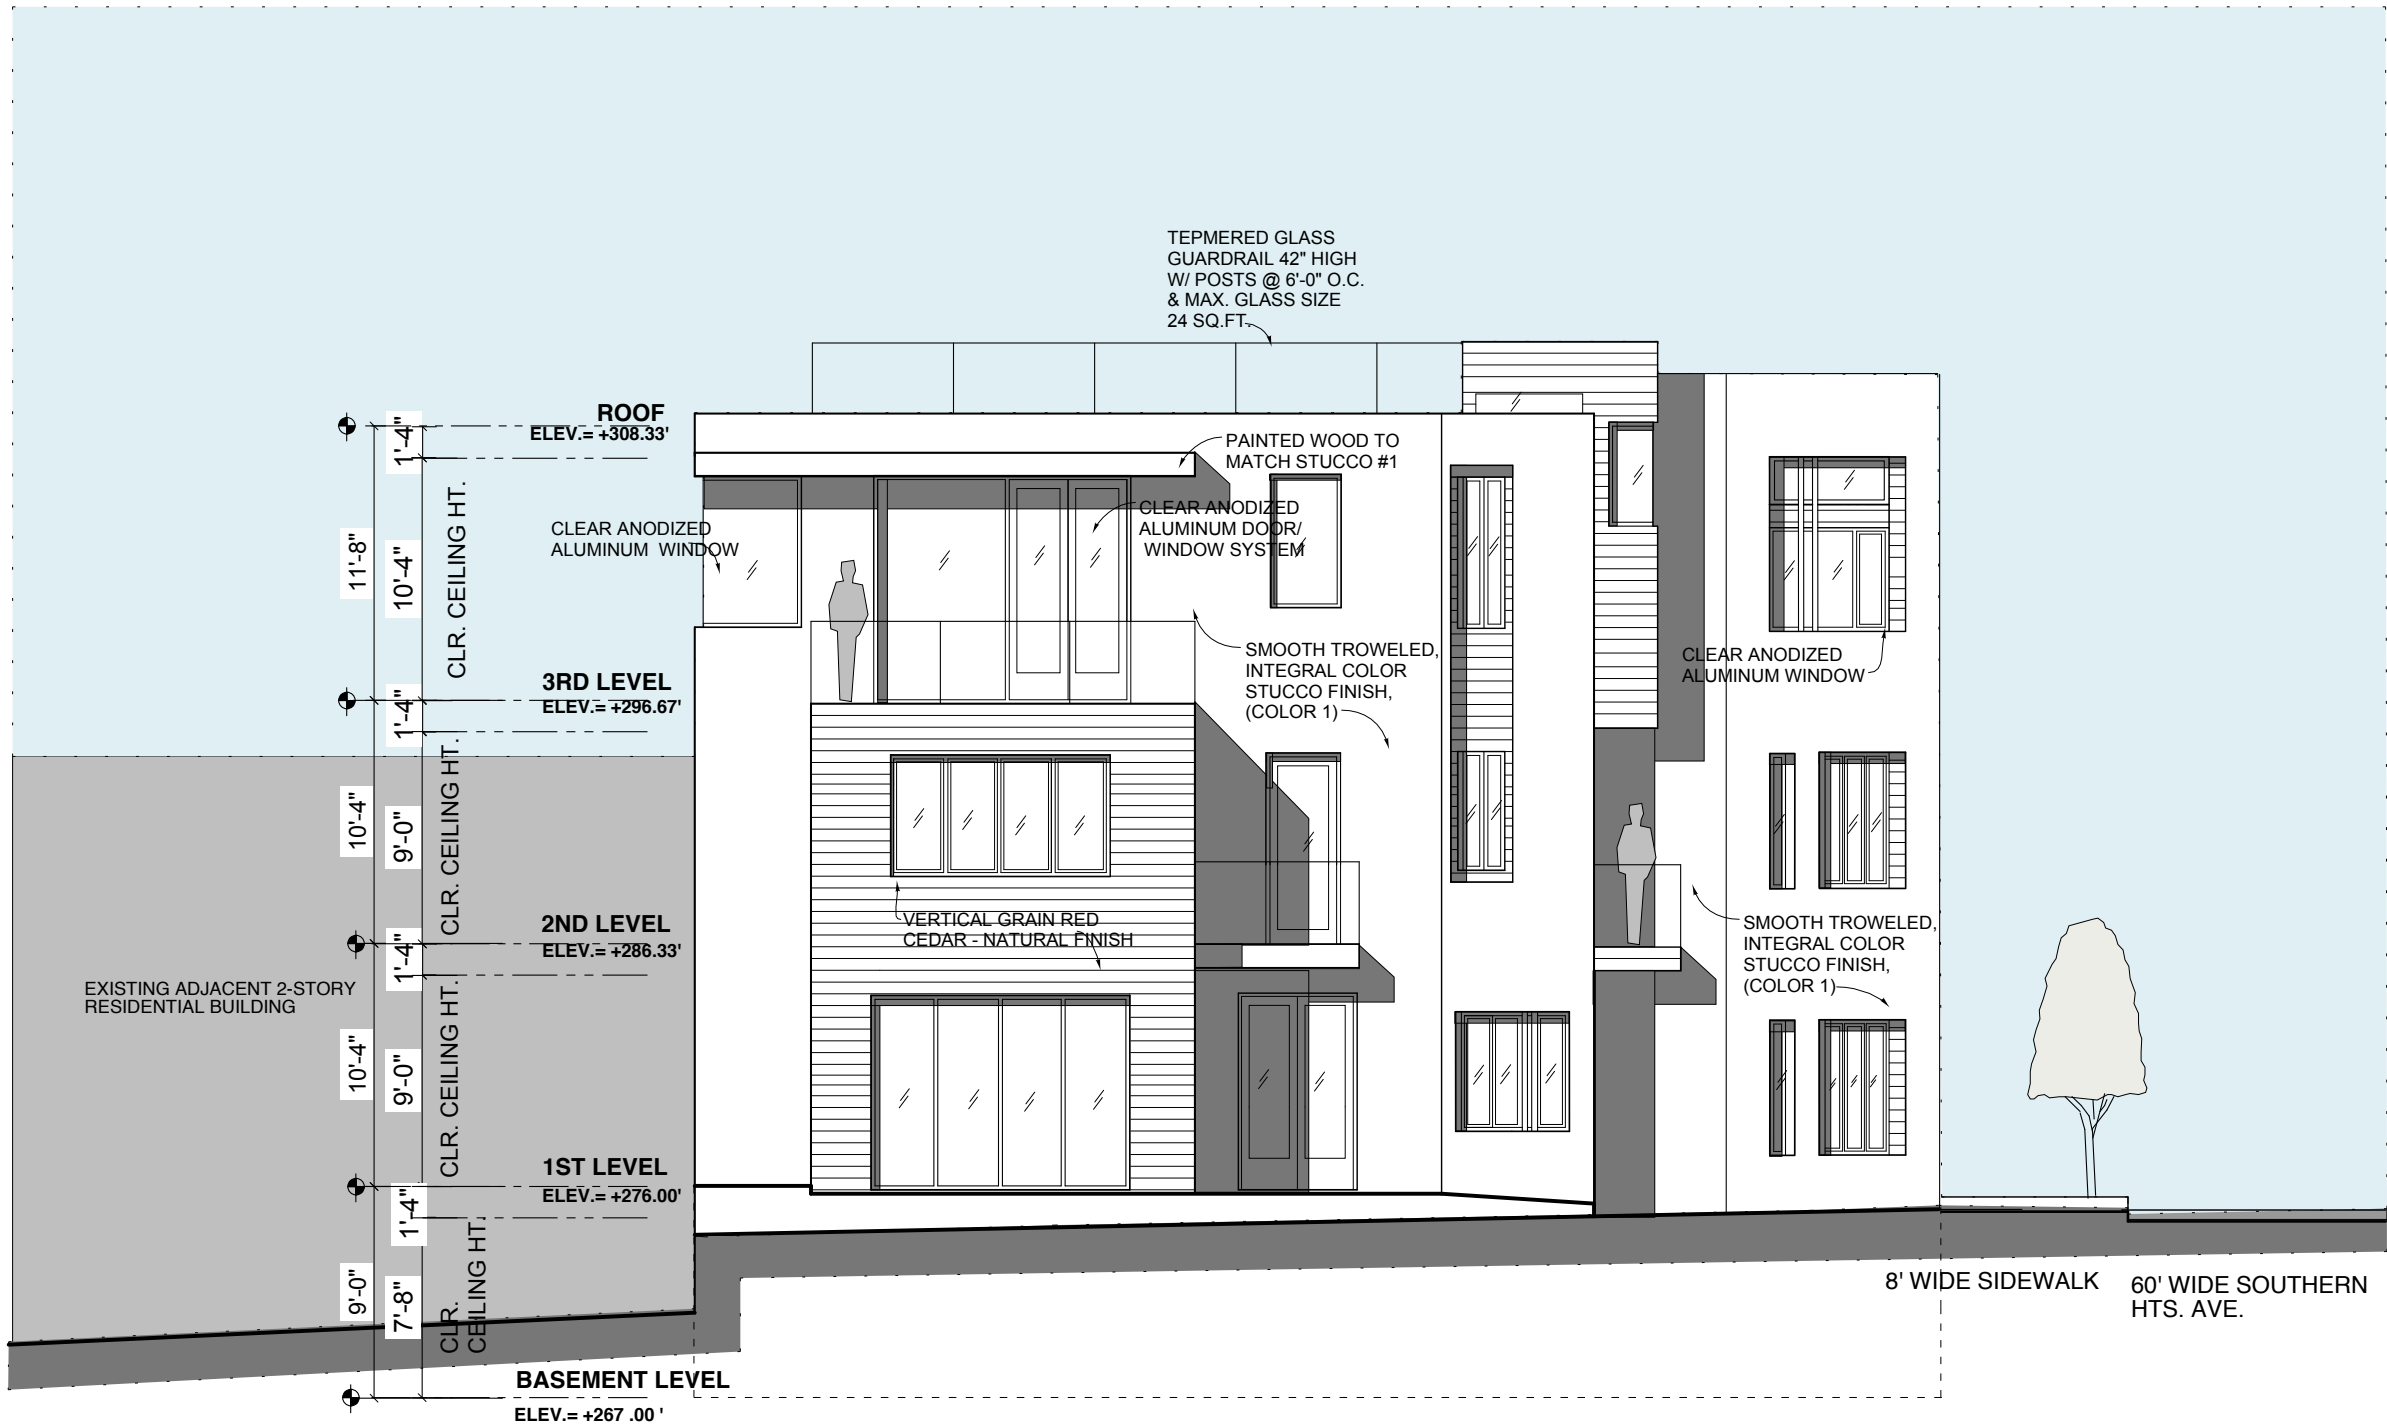 TEPMERED GLASS
GUARDRAIL 42" HIGH
W/ POSTS @ 6'-0" O.C.
& MAX. GLASS SIZE
24 SQ.FT.
ROOF
ELEV.= +308.33'
1'-4"
PAINTED WOOD TO
MATCH STUCCO #1
CLEAR ANODIZED
ALUMINUM WINDOW
CLEAR ANODIZED
ALUMINUM DOOR/
WINDOW SYSTEM
11'-8"
10'-4"
CLR. CEILING HT.
SMOOTH TROWELED,
INTEGRAL COLOR
STUCCO FINISH,
(COLOR 1)
CLEAR ANODIZED
ALUMINUM WINDOW
3RD LEVEL
ELEV.= +296.67'
1'-4"
10'-4"
9'-0"
CLR. CEILING HT.
VERTICAL GRAIN RED
CEDAR - NATURAL FINISH
SMOOTH TROWELED,
INTEGRAL COLOR
STUCCO FINISH,
(COLOR 1)
2ND LEVEL
ELEV.= +286.33'
1'-4"
EXISTING ADJACENT 2-STORY
RESIDENTIAL BUILDING
10'-4"
9'-0"
CLR. CEILING HT.
1ST LEVEL
ELEV.= +276.00'
1'-4"
9'-0"
7'-8"
CLR.
CEILING HT.
8' WIDE SIDEWALK
60' WIDE SOUTHERN
HTS. AVE.
BASEMENT LEVEL
ELEV.= +267 .00 '